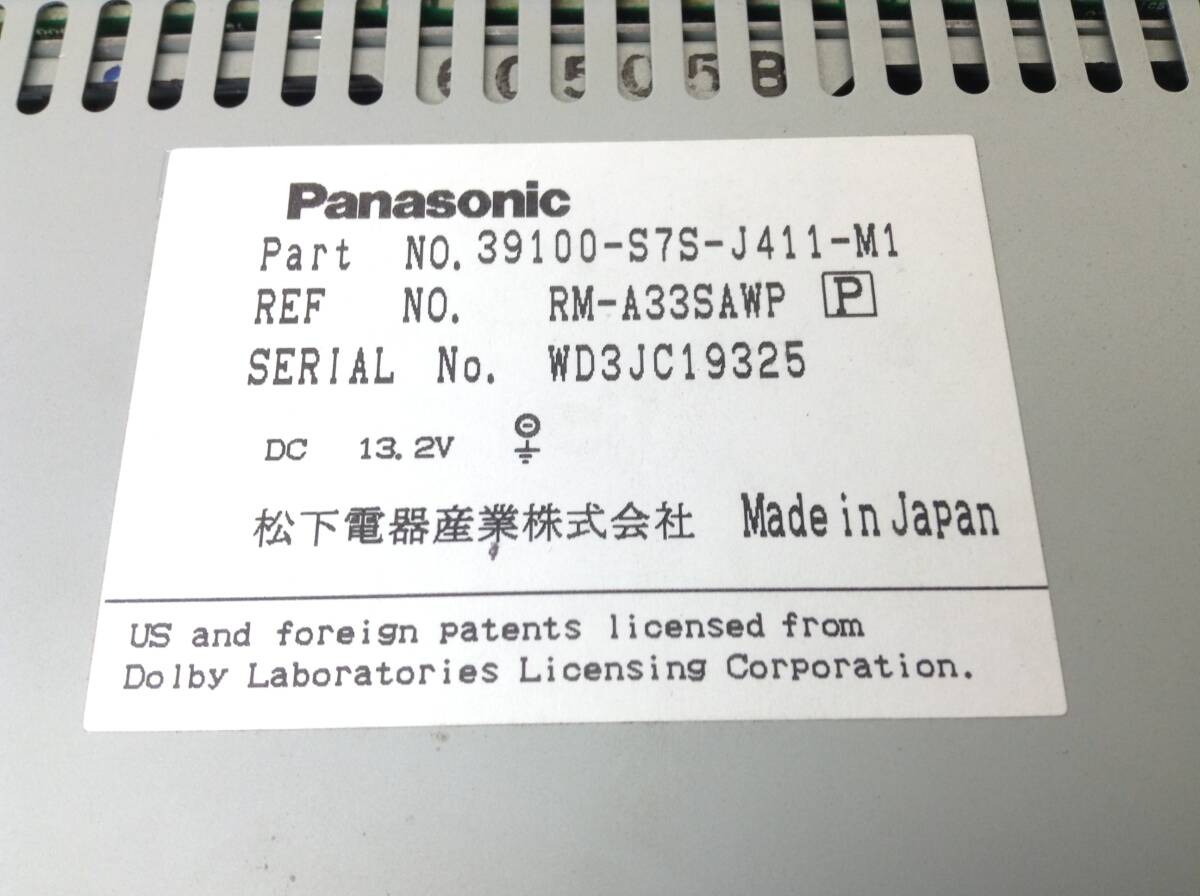 60505B
Panasonic
Part NO. 39100-S7S-J411-M1
REF NO. RM-A33SAWP P
SERIAL No. WD3JC19325
DC 13.2V
松下電器産業株式会社 Made in Japan
US and foreign patents licensed from
Dolby Laboratories Licensing Corporation.